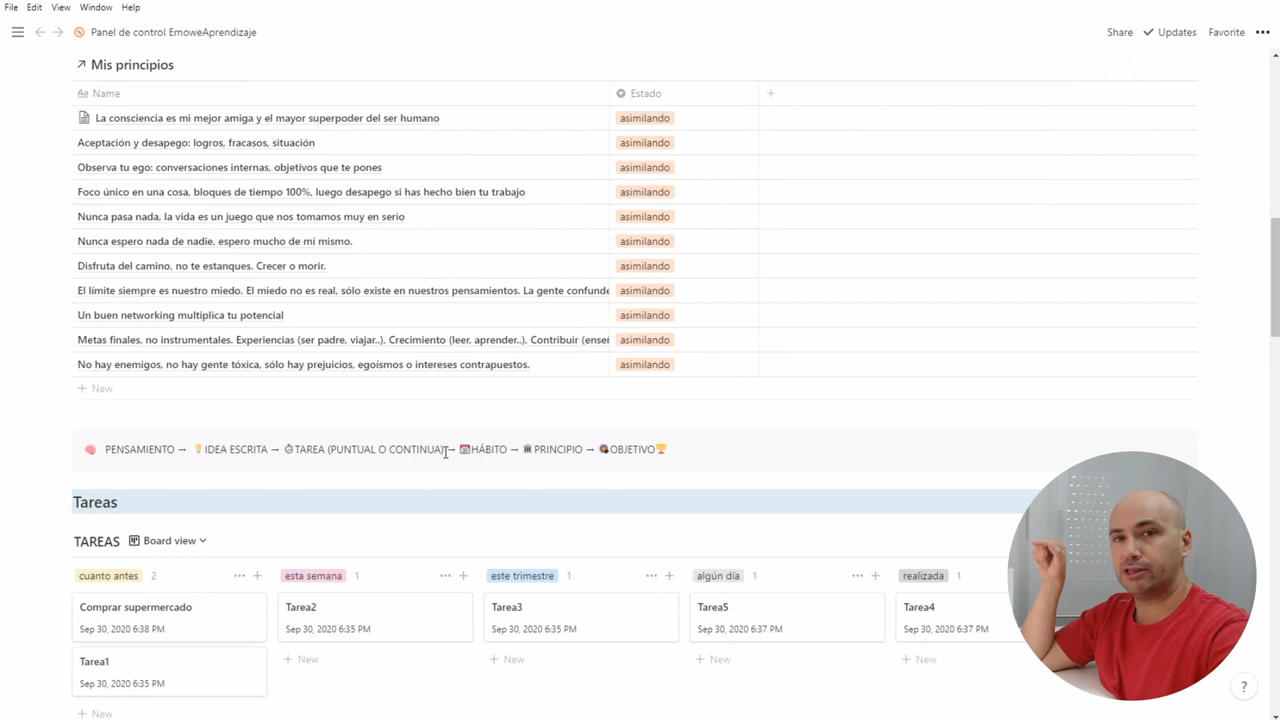 File Edit View Window Help
Panel de control EmoweAprendizaje Share Updates Favorite
Mis principios
Aa Name Estado
La consciencia es mi mejor amiga y el mayor superpoder del ser humano asimilando
Aceptación y desapego: logros, fracasos, situación asimilando
Observa tu ego: conversaciones internas, objetivos que te pones asimilando
Foco único en una cosa, bloques de tiempo 100%, luego desapego si has hecho bien tu trabajo asimilando
Nunca pasa nada, la vida es un juego que nos tomamos muy en serio asimilando
Nunca espero nada de nadie, espero mucho de mí mismo. asimilando
Disfruta del camino, no te estanques. Crecer o morir. asimilando
El límite siempre es nuestro miedo. El miedo no es real, sólo existe en nuestros pensamientos. La gente confunde asimilando
Un buen networking multiplica tu potencial asimilando
Metas finales, no instrumentales. Experiencias (ser padre, viajar..), Crecimiento (leer, aprender..), Contribuir (enseñ asimilando
No hay enemigos, no hay gente tóxica, sólo hay prejuicios, egoísmos o intereses contrapuestos. asimilando
+ New
🧠 PENSAMIENTO → 💡IDEA ESCRITA → ⏱TAREA (PUNTUAL O CONTINUA) → 📅HÁBITO → 🏛PRINCIPIO → 🎯OBJETIVO🏆
Tareas
TAREAS Board view
cuanto antes 2 ··· + esta semana 1 ··· + este trimestre 1 ··· + algún día 1 ··· + realizada 1
Comprar supermercado Tarea2 Tarea3 Tarea5 Tarea4
Sep 30, 2020 6:38 PM Sep 30, 2020 6:35 PM Sep 30, 2020 6:35 PM Sep 30, 2020 6:37 PM Sep 30, 2020 6:37 PM
Tarea1 + New + New + New + New
Sep 30, 2020 6:35 PM
+ New
?